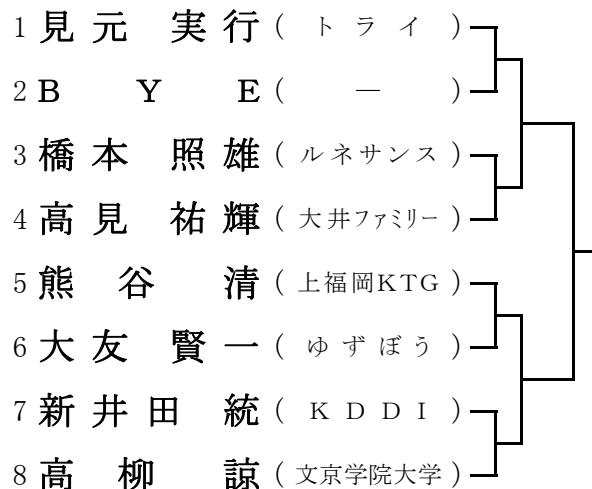 1 見元 実行 (トライ)
2 BYE (―)
3 橋本 照雄 (ルネサンス)
4 高見 祐輝 (大井ファミリー)
5 熊谷 清 (上福岡KTG)
6 大友 賢一 (ゆずぼう)
7 新井田 統 (KDDI)
8 高柳 諒 (文京学院大学)